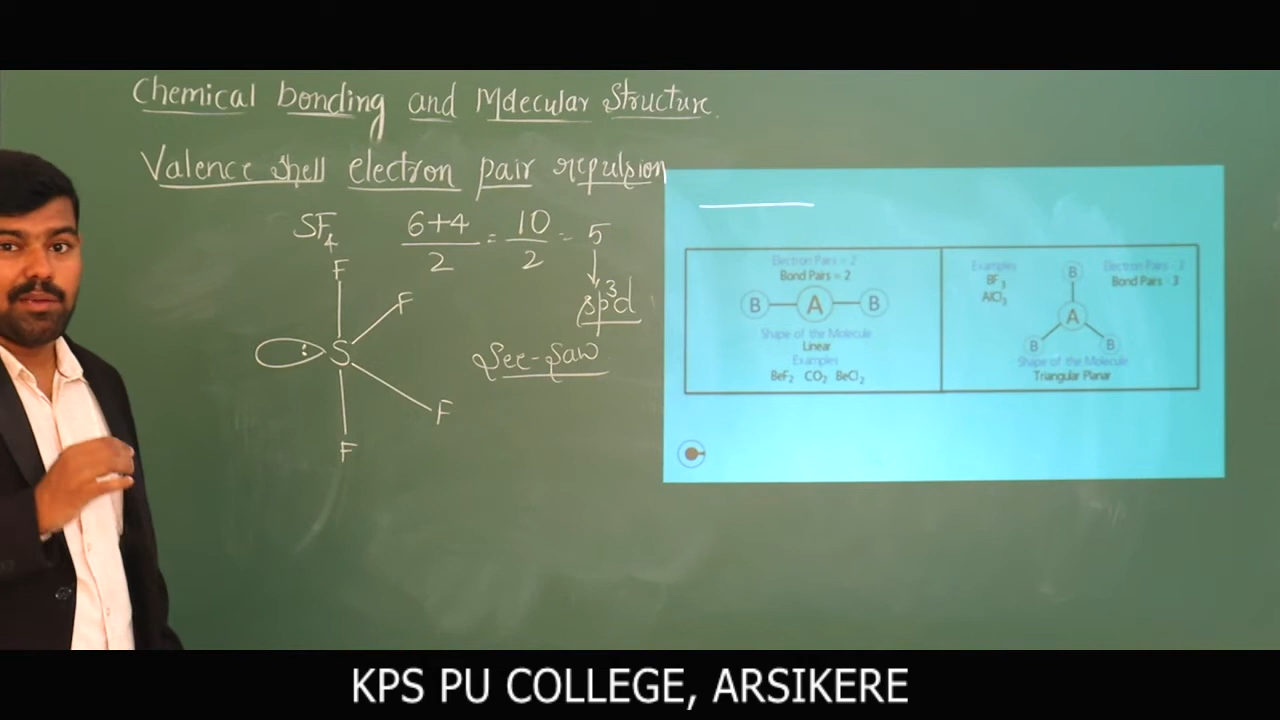 Chemical bonding and Molecular Structure.
Valence shell electron pair repulsion
SF4 6+4/2 = 10/2 = 5
sp3d
See-Saw
F
F
S
F
F
Electron Pairs = 2
Bond Pairs = 2
B A B
Shape of the Molecule
Linear
Examples
BeF2 CO2 BeCl2
Examples
BF3
AlCl3
Electron Pairs - 3
Bond Pairs - 3
B
A
B B
Shape of the Molecule
Triangular Planar
KPS PU COLLEGE, ARSIKERE